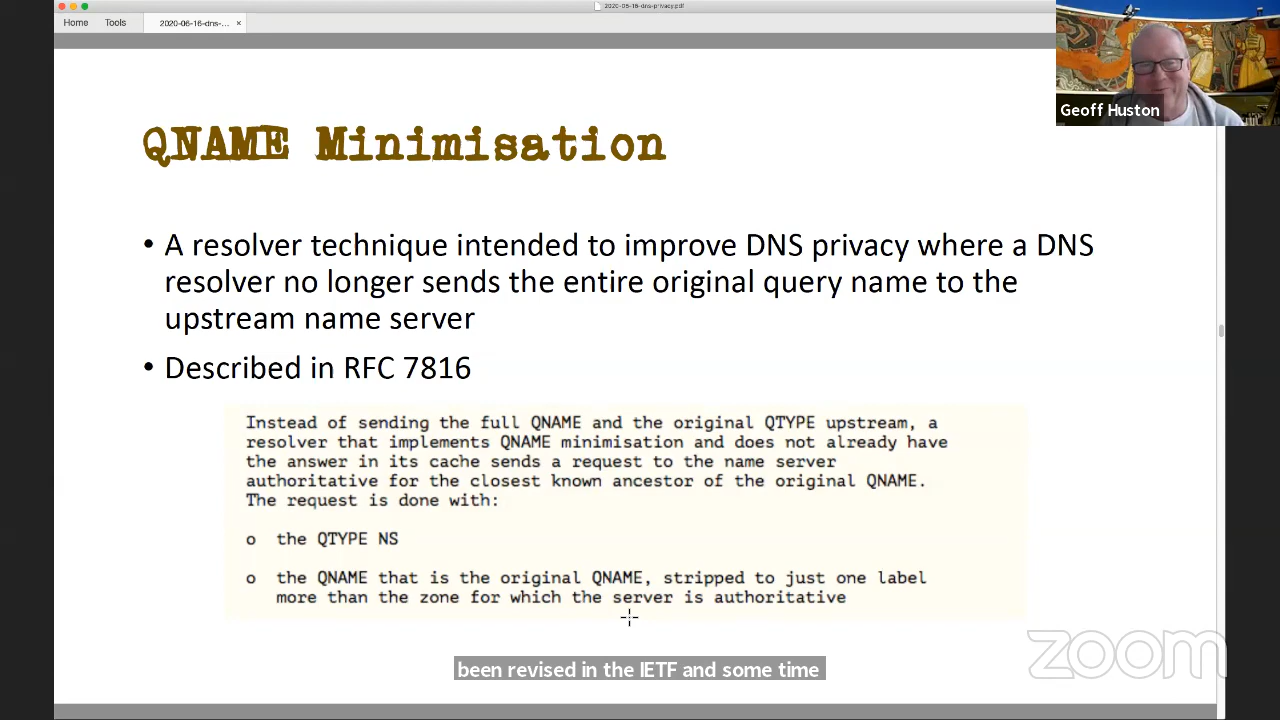 2020-06-16-dns-privacy.pdf
Home Tools 2020-06-16-dns-... ×
Geoff Huston
QNAME Minimisation
• A resolver technique intended to improve DNS privacy where a DNS
resolver no longer sends the entire original query name to the
upstream name server
• Described in RFC 7816
Instead of sending the full QNAME and the original QTYPE upstream, a
resolver that implements QNAME minimisation and does not already have
the answer in its cache sends a request to the name server
authoritative for the closest known ancestor of the original QNAME.
The request is done with:
o the QTYPE NS
o the QNAME that is the original QNAME, stripped to just one label
more than the zone for which the server is authoritative
zoom
been revised in the IETF and some time